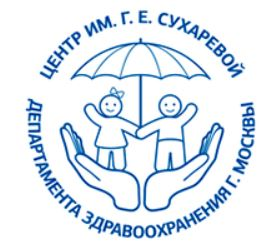 ЦЕНТР ИМ. Г. Е. СУХАРЕВОЙ
ДЕПАРТАМЕНТА ЗДРАВООХРАНЕНИЯ Г. МОСКВЫ